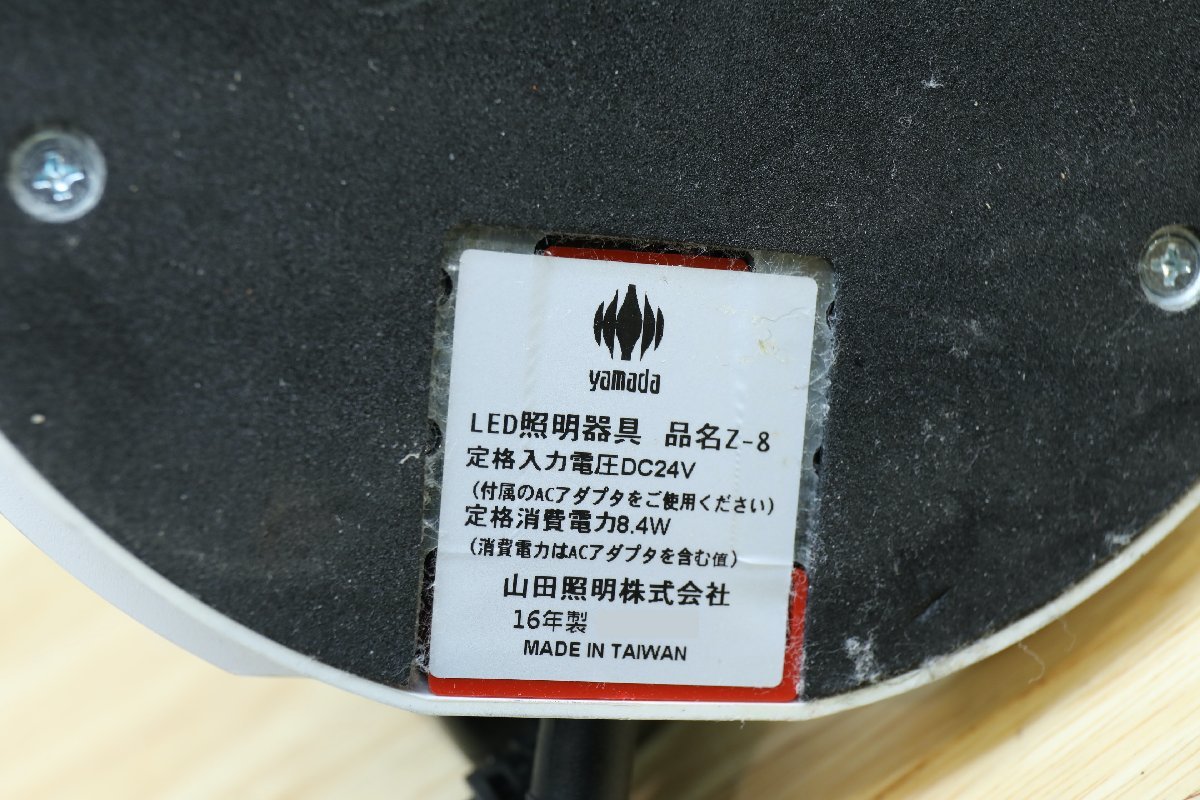 yamada
LED照明器具 品名Z-8
定格入力電圧DC24V
(付属のACアダプタをご使用ください)
定格消費電力8.4W
(消費電力はACアダプタを含む値)
山田照明株式会社
16年製
MADE IN TAIWAN